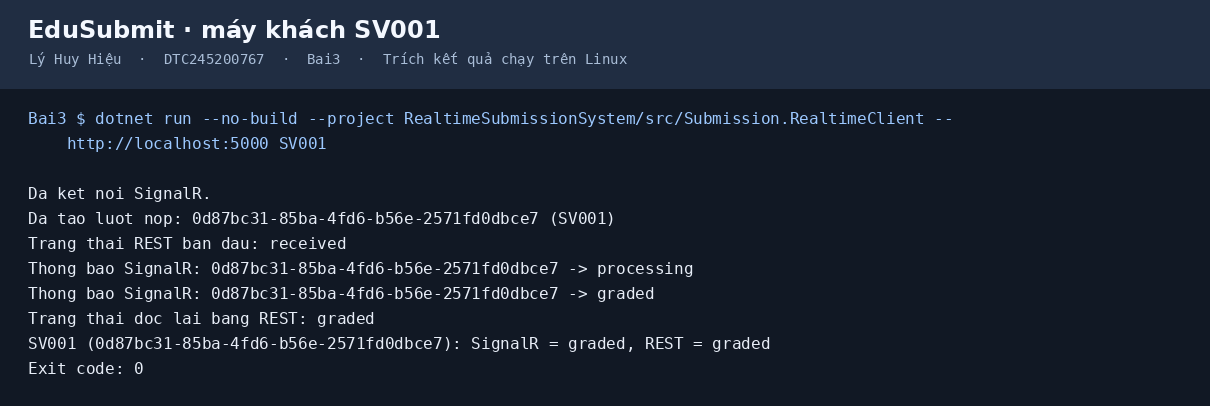 EduSubmit · máy khách SV001
Lý Huy Hiệu · DTC245200767 · Bai3 · Trích kết quả chạy trên Linux
Bai3 $ dotnet run --no-build --project RealtimeSubmissionSystem/src/Submission.RealtimeClient --
http://localhost:5000 SV001
Da ket noi SignalR.
Da tao luot nop: 0d87bc31-85ba-4fd6-b56e-2571fd0dbce7 (SV001)
Trang thai REST ban dau: received
Thong bao SignalR: 0d87bc31-85ba-4fd6-b56e-2571fd0dbce7 -> processing
Thong bao SignalR: 0d87bc31-85ba-4fd6-b56e-2571fd0dbce7 -> graded
Trang thai doc lai bang REST: graded
SV001 (0d87bc31-85ba-4fd6-b56e-2571fd0dbce7): SignalR = graded, REST = graded
Exit code: 0